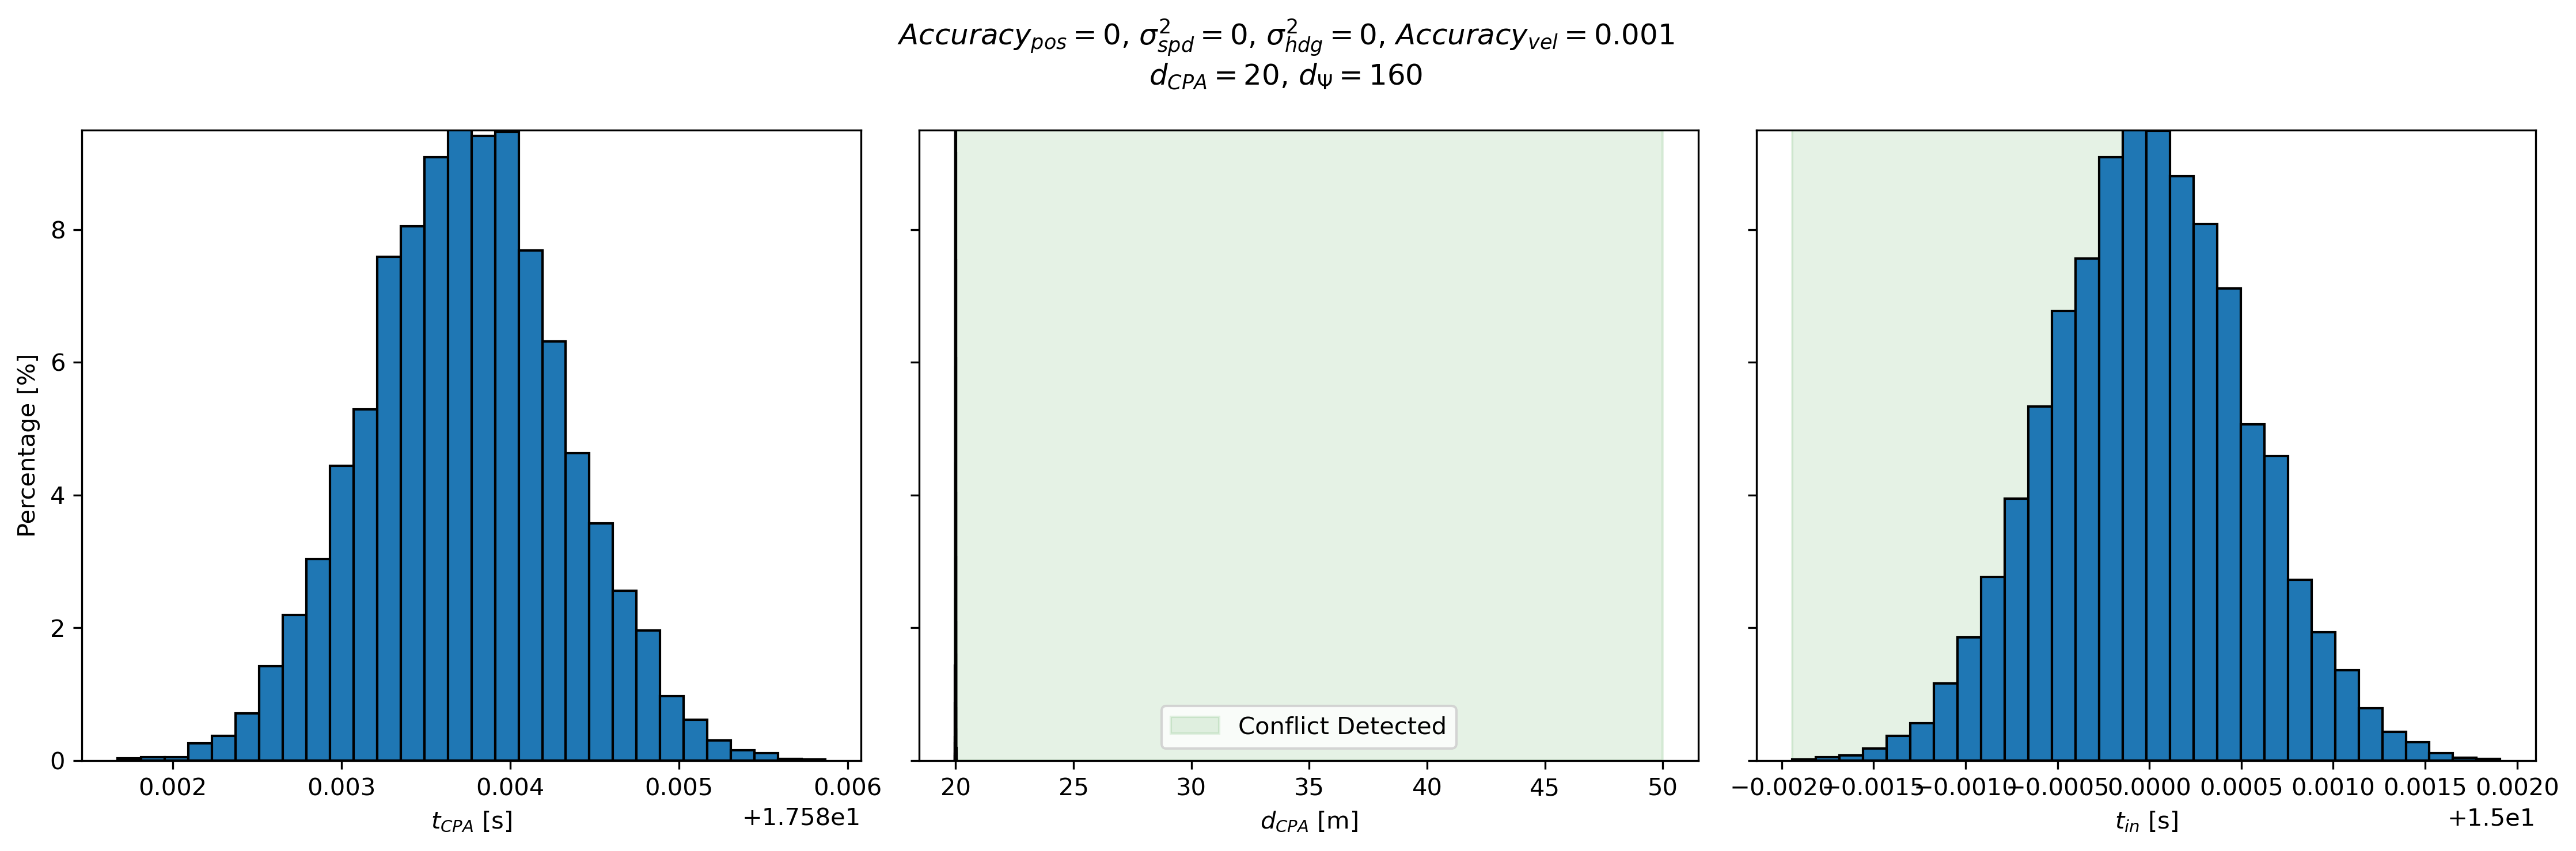 Accuracy_pos = 0, σ²_spd = 0, σ²_hdg = 0, Accuracy_vel = 0.001
d_CPA = 20, d_ψ = 160
Percentage [%]
8
6
4
2
0
0.002 0.003 0.004 0.005 0.006
+1.758e1
t_CPA [s]
Conflict Detected
20 25 30 35 40 45 50
d_CPA [m]
−0.0020 −0.0015 −0.0010 −0.0005 0.0000 0.0005 0.0010 0.0015 0.0020
+1.5e1
t_in [s]